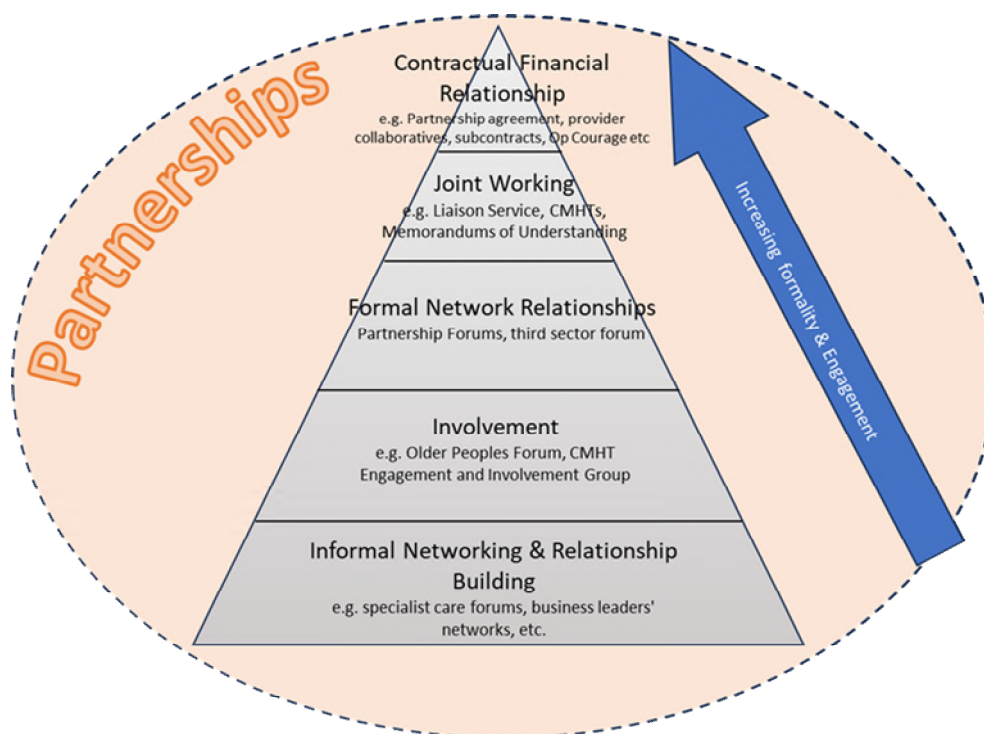 Partnerships
Contractual Financial
Relationship
e.g. Partnership agreement, provider
collaboratives, subcontracts, Op Courage etc
Joint Working
e.g. Liaison Service, CMHTs,
Memorandums of Understanding
Formal Network Relationships
Partnership Forums, third sector forum
Involvement
e.g. Older Peoples Forum, CMHT
Engagement and Involvement Group
Informal Networking & Relationship
Building
e.g. specialist care forums, business leaders'
networks, etc.
Increasing formality & Engagement